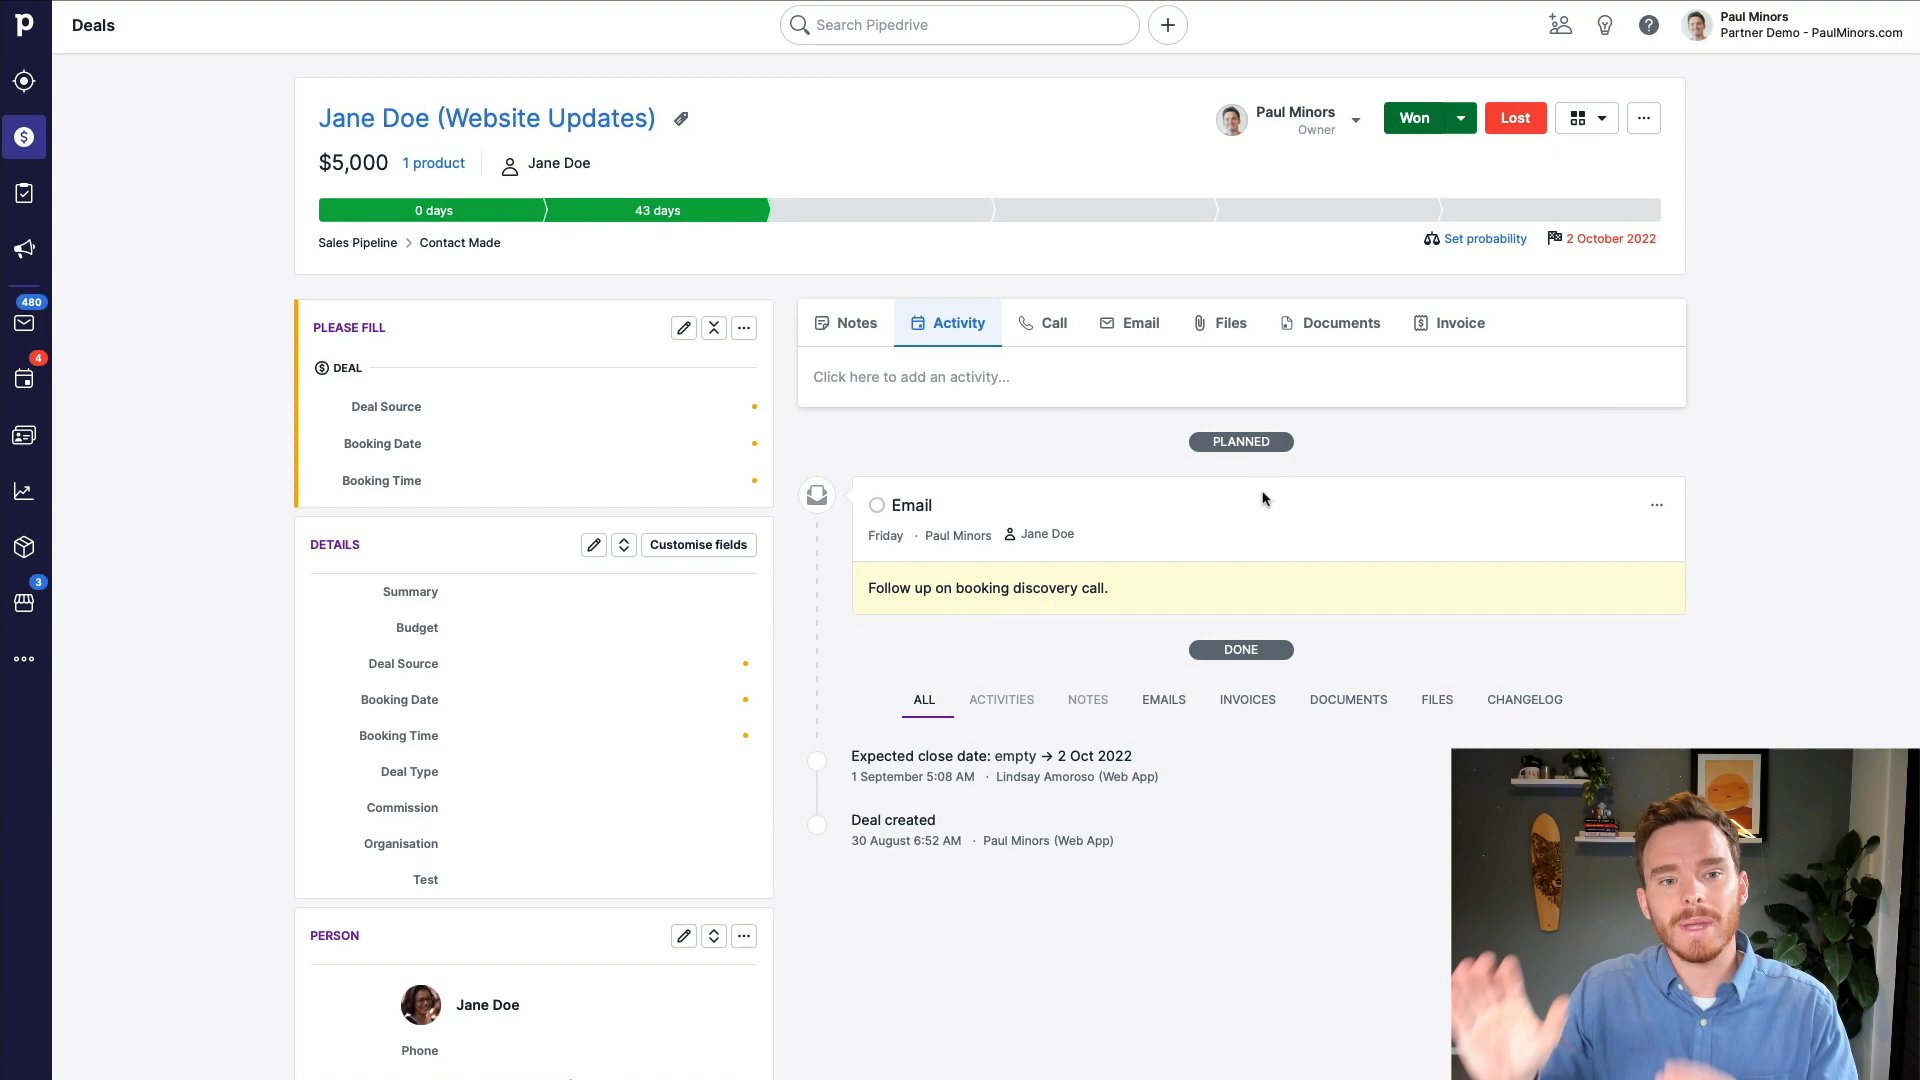 Deals
Search Pipedrive
Paul Minors
Partner Demo - PaulMinors.com
Jane Doe (Website Updates)
Paul Minors
Owner
Won
Lost
$5,000
1 product
Jane Doe
0 days
43 days
Sales Pipeline > Contact Made
Set probability
2 October 2022
480
4
3
PLEASE FILL
DEAL
Deal Source
Booking Date
Booking Time
DETAILS
Customise fields
Summary
Budget
Deal Source
Booking Date
Booking Time
Deal Type
Commission
Organisation
Test
PERSON
Jane Doe
Phone
Notes
Activity
Call
Email
Files
Documents
Invoice
Click here to add an activity...
PLANNED
Email
Friday · Paul Minors Jane Doe
Follow up on booking discovery call.
DONE
ALL
ACTIVITIES
NOTES
EMAILS
INVOICES
DOCUMENTS
FILES
CHANGELOG
Expected close date: empty → 2 Oct 2022
1 September 5:08 AM · Lindsay Amoroso (Web App)
Deal created
30 August 6:52 AM · Paul Minors (Web App)